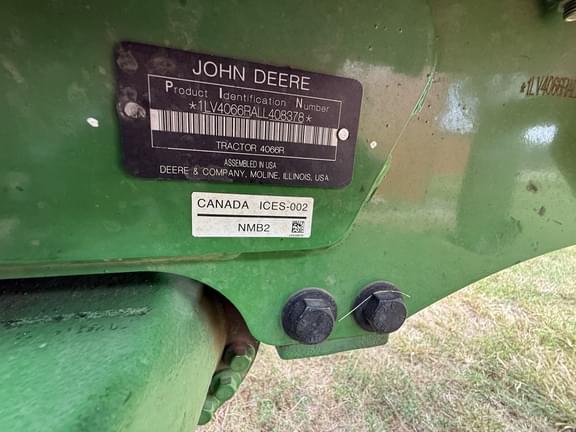 JOHN DEERE
Product Identification Number
*1LV4066RALL408378*
TRACTOR 4066R
ASSEMBLED IN USA
DEERE & COMPANY, MOLINE, ILLINOIS, USA
CANADA ICES-002
NMB2
*1LV4066RALL